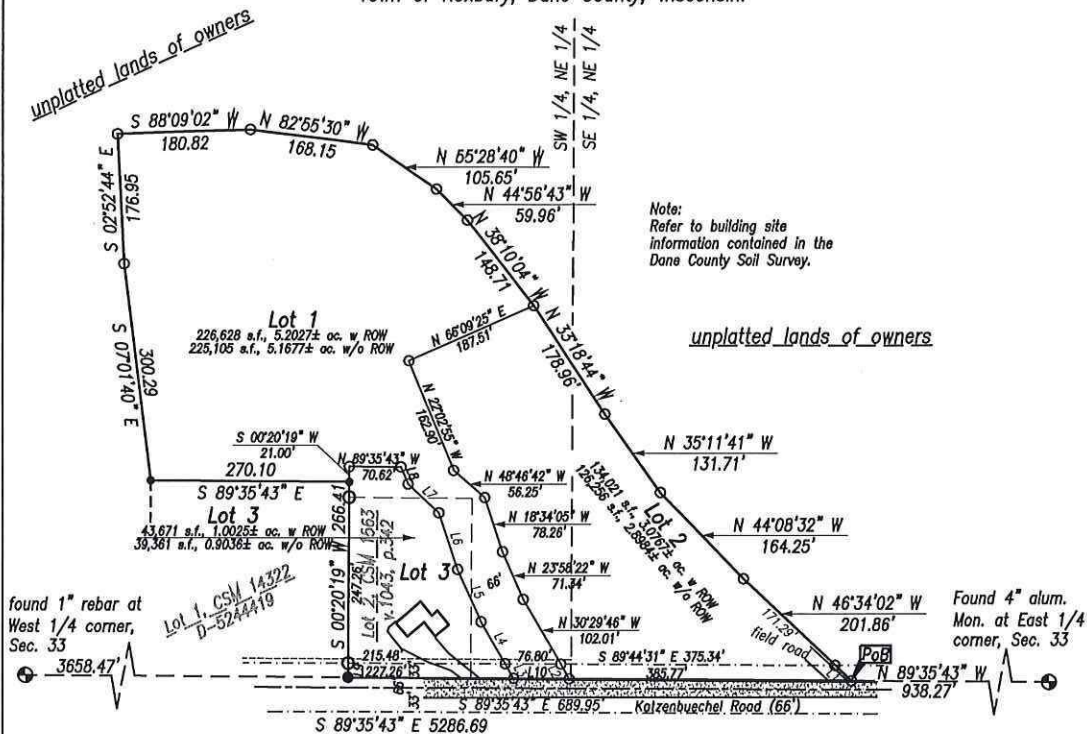 Town of Roxbury, Dane County, Wisconsin.
unplatted lands of owners
SW 1/4, NE 1/4
SE 1/4, NE 1/4
S 88°09'02" W
180.82
N 82°55'30" W
168.15
N 55°28'40" W
105.65'
N 44°56'43" W
59.96'
N 38°10'04" W
148.71
S 02°52'44" E
176.95
S 07°01'40" E
300.29
Note:
Refer to building site
information contained in the
Dane County Soil Survey.
Lot 1
226,628 s.f., 5.2027± ac. w ROW
225,105 s.f., 5.1677± ac. w/o ROW
N 66°09'25" E
187.51'
N 33°18'44" W
178.96'
unplatted lands of owners
N 22°02'55" W
162.90'
N 35°11'41" W
131.71'
S 00°20'19" W
21.00'
N 89°35'43" W
70.62'
L8
L7
N 48°46'42" W
56.25'
270.10
S 89°35'43" E
Lot 3
43,671 s.f., 1.0025± ac. w ROW
39,361 s.f., 0.9036± ac. w/o ROW
S 00°20'19" W 266.41
247.26'
Lot 2, CSM 1563
v.1043, p.342
Lot 3
L6
66'
L5
L4
N 18°34'05" W
78.26'
N 23°58'22" W
71.34'
N 30°29'46" W
102.01'
Lot 2
134,021 s.f., 3.0767± ac. w ROW
126,256 s.f., 2.8984± ac. w/o ROW
N 44°08'32" W
164.25'
N 46°34'02" W
201.86'
171.29
field road
PoB
Lot 1, CSM 14322
D-5244419
found 1" rebar at
West 1/4 corner,
Sec. 33
3658.47'
Found 4" alum.
Mon. at East 1/4
corner, Sec. 33
N 89°35'43" W
938.27'
215.48'
227.26'
33'
76.80'
L10
S 89°44'31" E 375.34'
385.77'
66'
33'
S 89°35'43" E 689.95'
Katzenbuechel Road (66')
S 89°35'43" E 5286.69